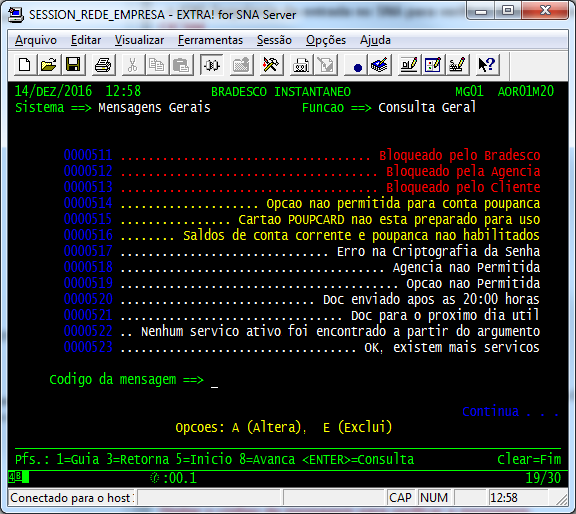 SESSION_REDE_EMPRESA - EXTRA! for SNA Server
Arquivo Editar Visualizar Ferramentas Sessão Opções Ajuda
14/DEZ/2016 12:58 BRADESCO INSTANTANEO MG01 AOR01M20
Sistema ==> Mensagens Gerais Funcao ==> Consulta Geral
0000511 ..................................... Bloqueado pelo Bradesco
0000512 ...................................... Bloqueado pela Agencia
0000513 ...................................... Bloqueado pelo Cliente
0000514 .................... Opcao nao permitida para conta poupanca
0000515 ................. Cartao POUPCARD nao esta preparado para uso
0000516 ........ Saldos de conta corrente e poupanca nao habilitados
0000517 ............................... Erro na Criptografia da Senha
0000518 ...................................... Agencia nao Permitida
0000519 ........................................ Opcao nao Permitida
0000520 ............................. Doc enviado apos as 20:00 horas
0000521 ................................ Doc para o proximo dia util
0000522 .. Nenhum servico ativo foi encontrado a partir do argumento
0000523 .................................. OK, existem mais servicos
Codigo da mensagem ==> _
Continua . . .
Opcoes: A (Altera), E (Exclui)
Pfs.: 1=Guia 3=Retorna 5=Inicio 8=Avanca <ENTER>=Consulta Clear=Fim
:00.1 19/30
Conectado para o host CAP NUM 12:58